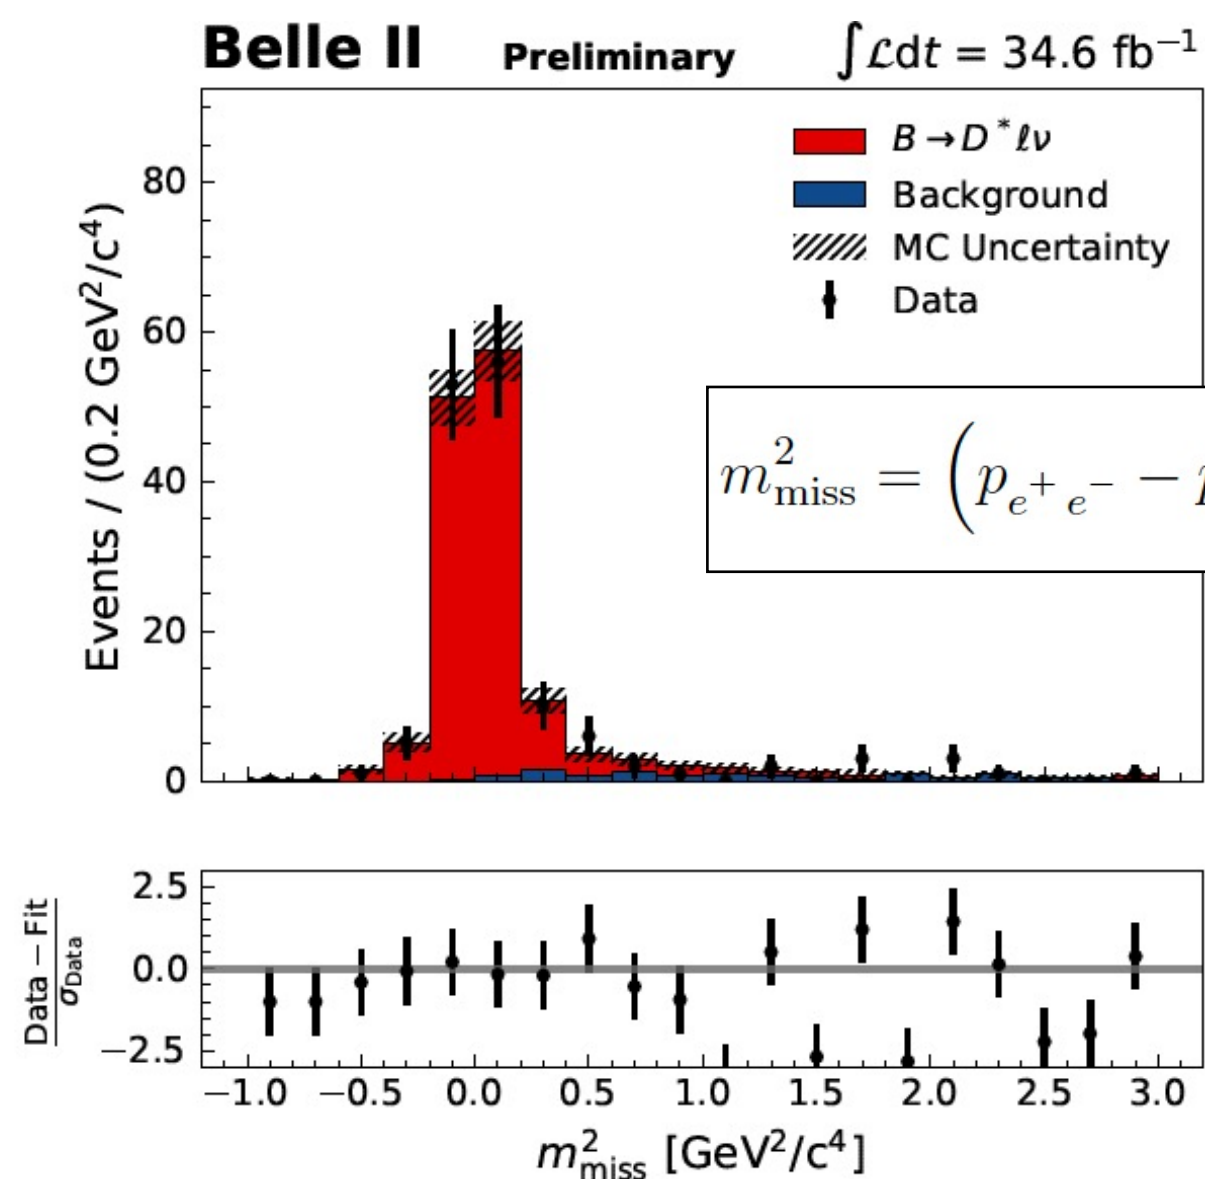 Belle II Preliminary ∫ℒdt = 34.6 fb⁻¹
B → D*ℓν
Background
MC Uncertainty
Data
Events / (0.2 GeV²/c⁴)
80
60
40
20
0
m²miss = (p e⁺ e⁻ −
Data − Fit
σData
2.5
0.0
−2.5
−1.0 −0.5 0.0 0.5 1.0 1.5 2.0 2.5 3.0
m²miss [GeV²/c⁴]